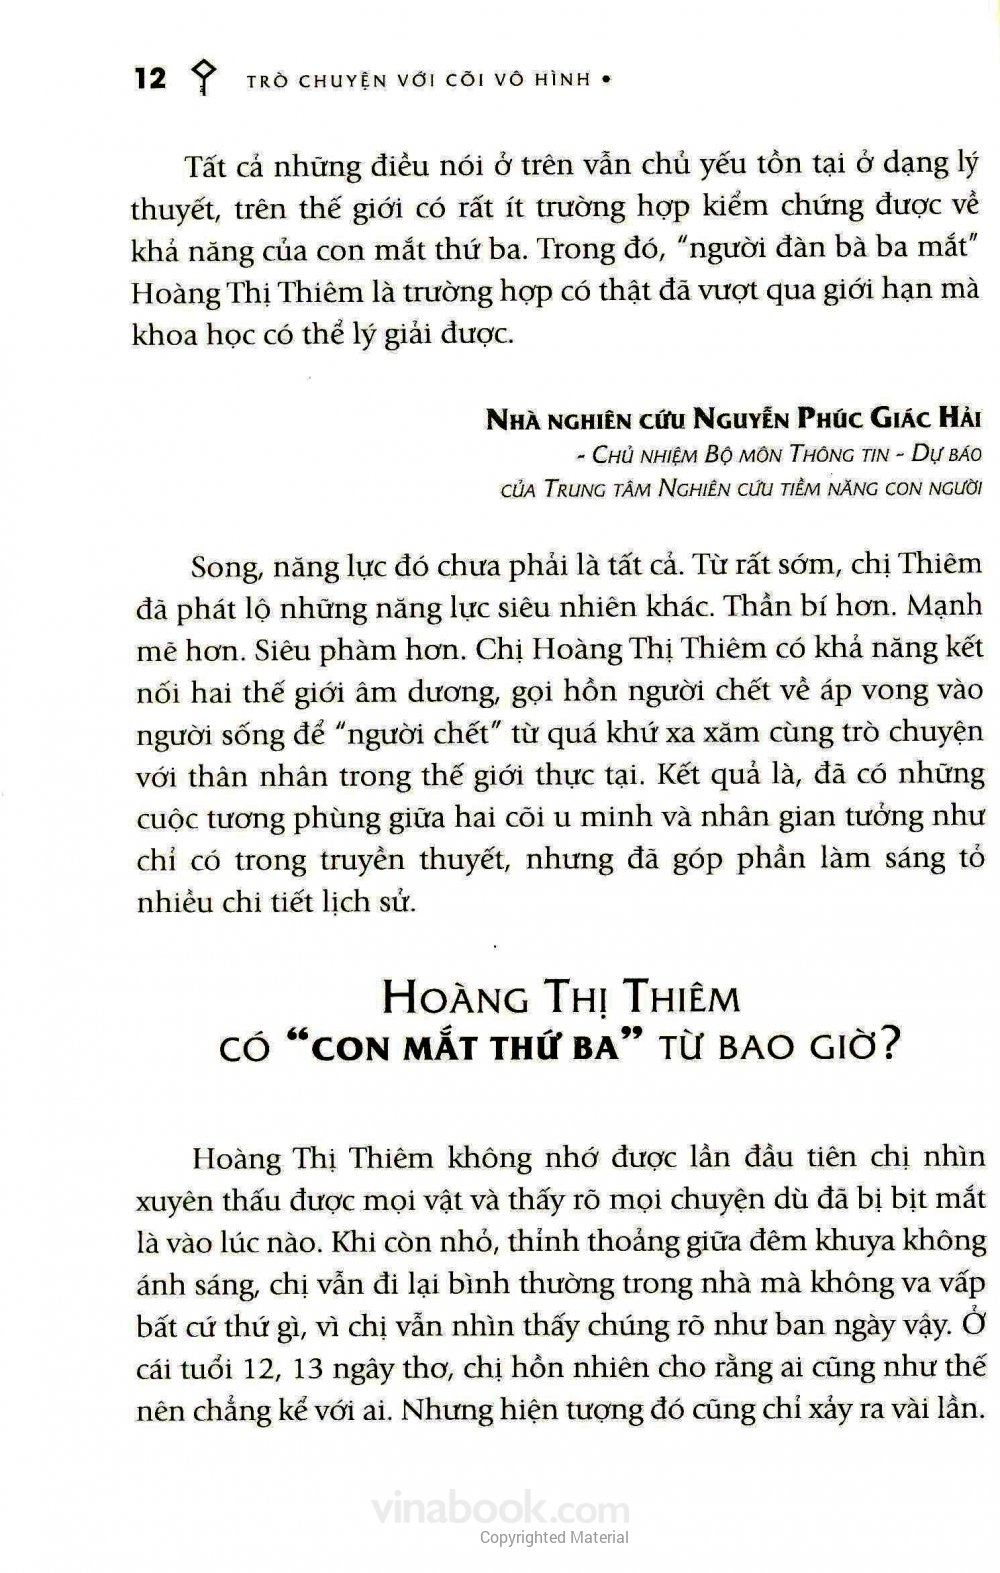 12 TRÒ CHUYỆN VỚI CÕI VÔ HÌNH •
Tất cả những điều nói ở trên vẫn chủ yếu tồn tại ở dạng lý
thuyết, trên thế giới có rất ít trường hợp kiểm chứng được về
khả năng của con mắt thứ ba. Trong đó, “người đàn bà ba mắt”
Hoàng Thị Thiêm là trường hợp có thật đã vượt qua giới hạn mà
khoa học có thể lý giải được.
NHÀ NGHIÊN CỨU NGUYỄN PHÚC GIÁC HẢI
- CHỦ NHIỆM BỘ MÔN THÔNG TIN - DỰ BÁO
CỦA TRUNG TÂM NGHIÊN CỨU TIỀM NĂNG CON NGƯỜI
Song, năng lực đó chưa phải là tất cả. Từ rất sớm, chị Thiêm
đã phát lộ những năng lực siêu nhiên khác. Thần bí hơn. Mạnh
mẽ hơn. Siêu phàm hơn. Chị Hoàng Thị Thiêm có khả năng kết
nối hai thế giới âm dương, gọi hồn người chết về áp vong vào
người sống để “người chết” từ quá khứ xa xăm cùng trò chuyện
với thân nhân trong thế giới thực tại. Kết quả là, đã có những
cuộc tương phùng giữa hai cõi u minh và nhân gian tưởng như
chỉ có trong truyền thuyết, nhưng đã góp phần làm sáng tỏ
nhiều chi tiết lịch sử.
HOÀNG THỊ THIÊM
CÓ “CON MẮT THỨ BA” TỪ BAO GIỜ?
Hoàng Thị Thiêm không nhớ được lần đầu tiên chị nhìn
xuyên thấu được mọi vật và thấy rõ mọi chuyện dù đã bị bịt mắt
là vào lúc nào. Khi còn nhỏ, thỉnh thoảng giữa đêm khuya không
ánh sáng, chị vẫn đi lại bình thường trong nhà mà không va vấp
bất cứ thứ gì, vì chị vẫn nhìn thấy chúng rõ như ban ngày vậy. Ở
cái tuổi 12, 13 ngây thơ, chị hồn nhiên cho rằng ai cũng như thế
nên chẳng kể với ai. Nhưng hiện tượng đó cũng chỉ xảy ra vài lần.
vinabook.com
Copyrighted Material